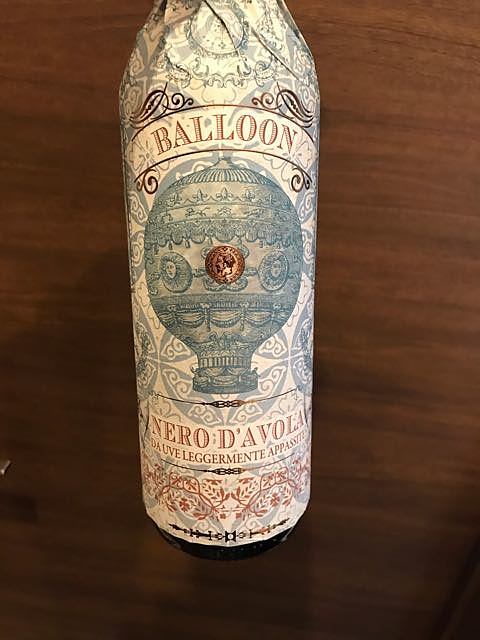 BALLOON
NERO D'AVOLA
DA UVE LEGGERMENTE APPASSITE